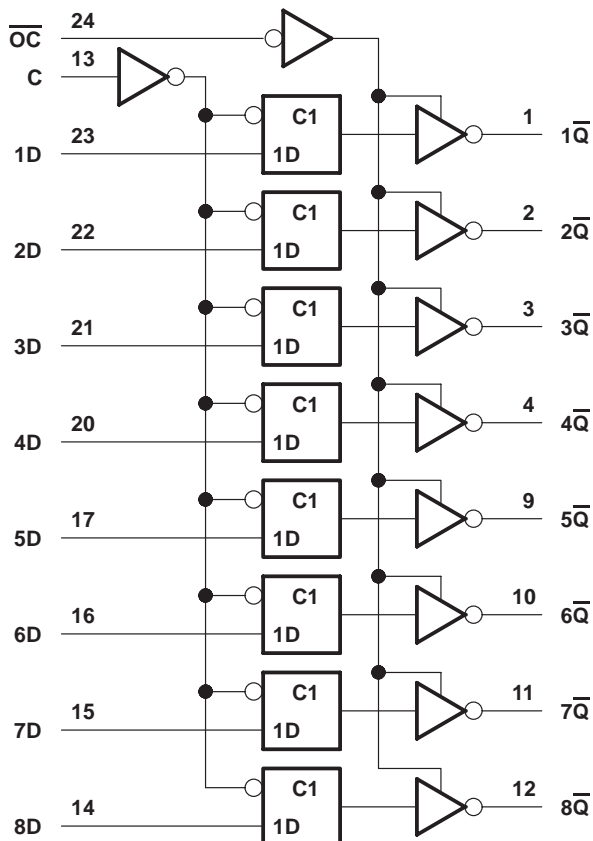 O̅C̅ 24
C 13
C1
1D 23 1D 1 1Q̅
C1
2D 22 1D 2 2Q̅
C1
3D 21 1D 3 3Q̅
C1
4D 20 1D 4 4Q̅
C1
5D 17 1D 9 5Q̅
C1
6D 16 1D 10 6Q̅
C1
7D 15 1D 11 7Q̅
C1
8D 14 1D 12 8Q̅